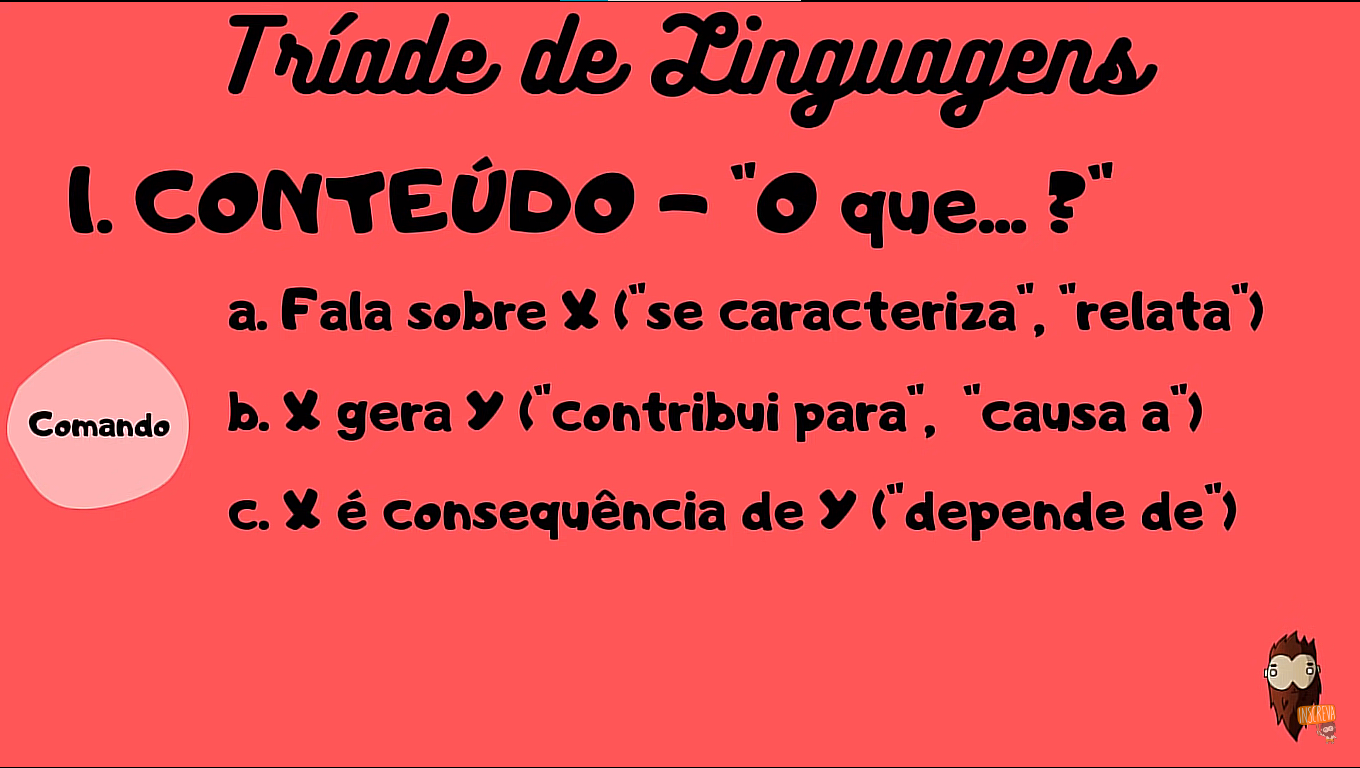 Tríade de Linguagens
1. CONTEÚDO - "O que... ?"
a. Fala sobre X ("se caracteriza", "relata")
Comando
b. X gera Y ("contribui para", "causa a")
c. X é consequência de Y ("depende de")
INSCREVA